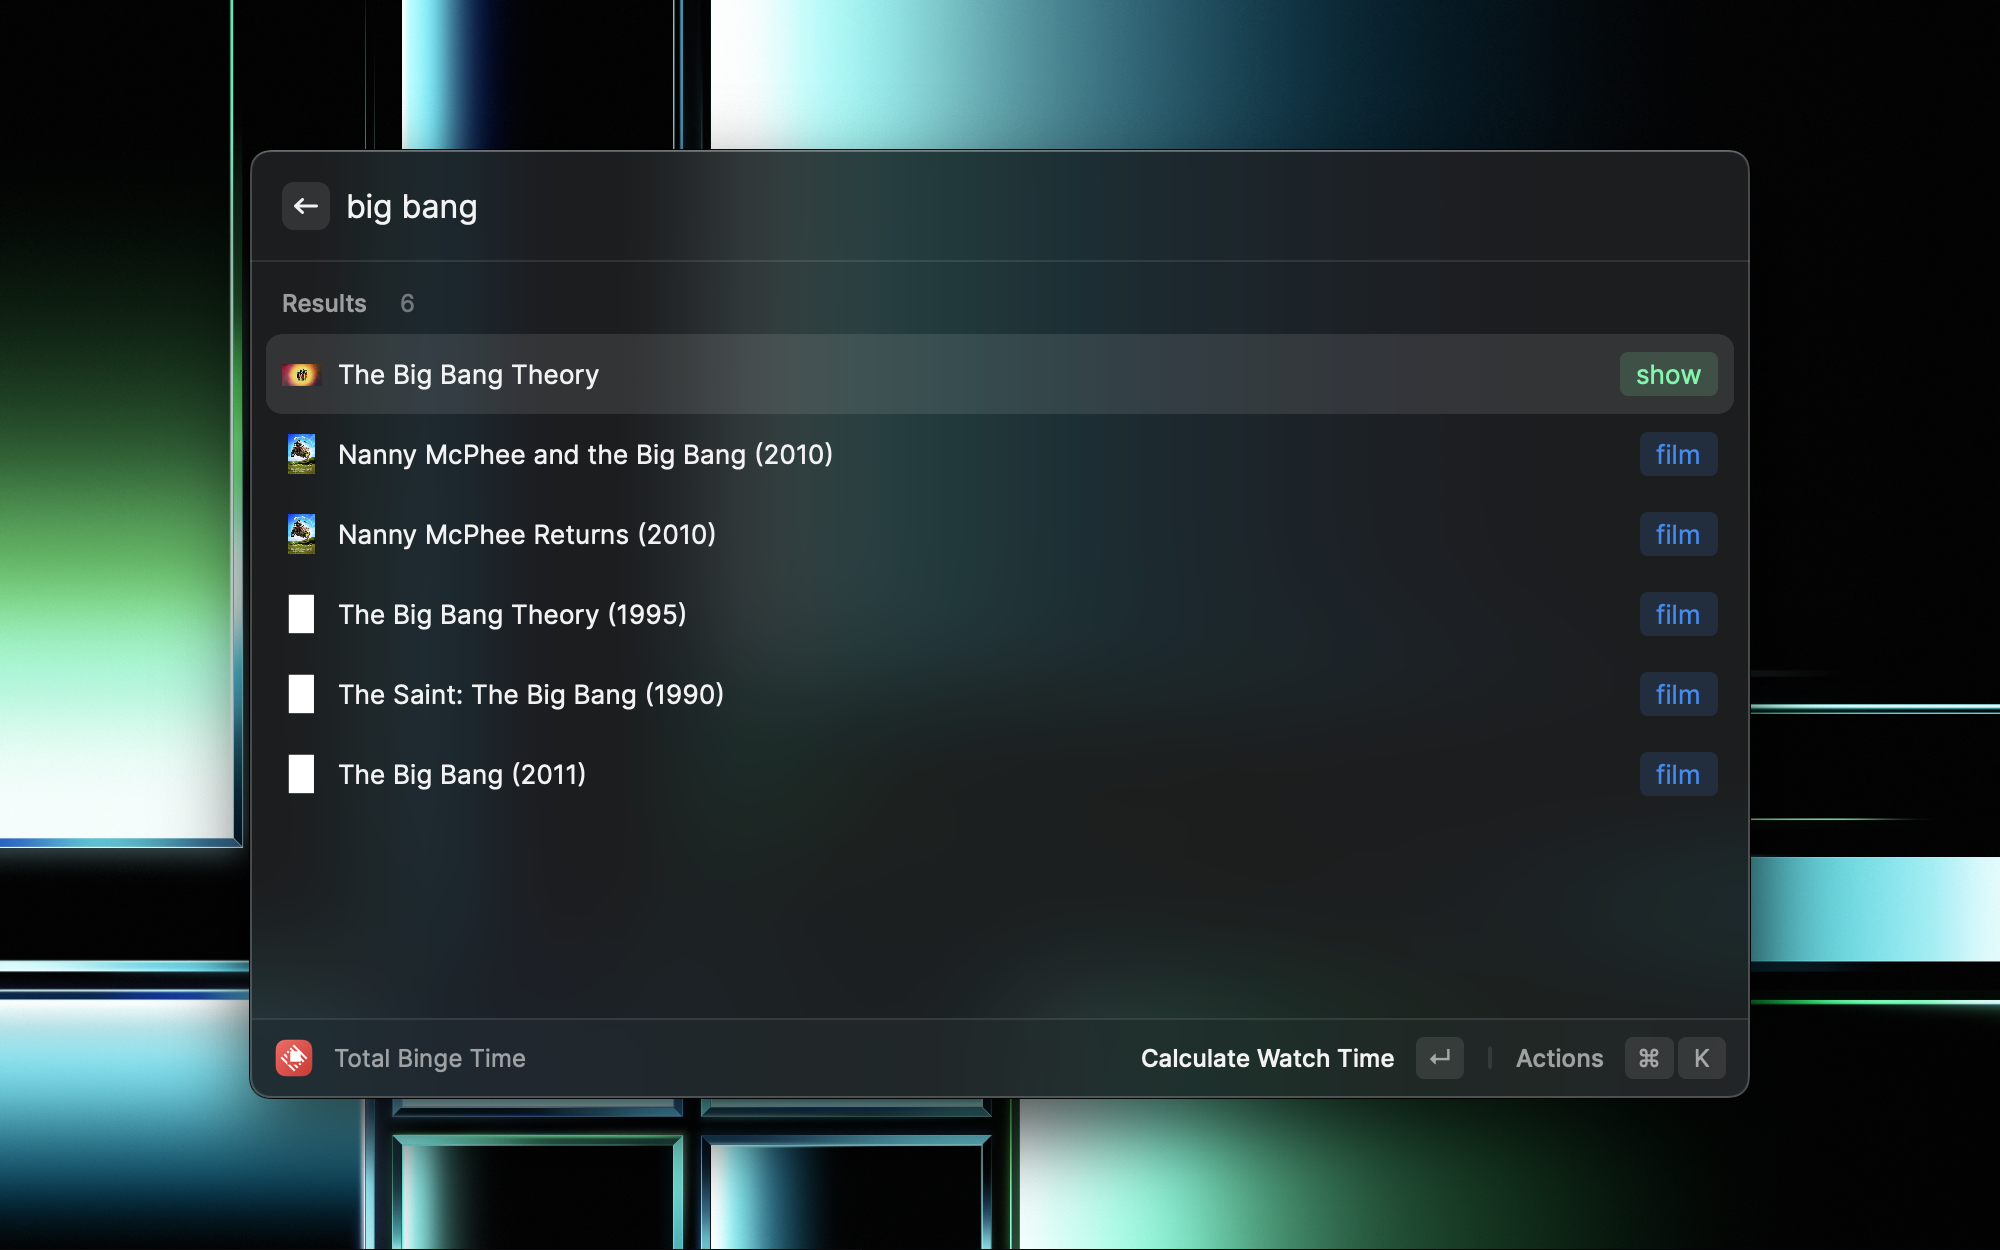 big bang
Results 6
The Big Bang Theory show
Nanny McPhee and the Big Bang (2010) film
Nanny McPhee Returns (2010) film
The Big Bang Theory (1995) film
The Saint: The Big Bang (1990) film
The Big Bang (2011) film
Total Binge Time Calculate Watch Time ↵ | Actions ⌘ K